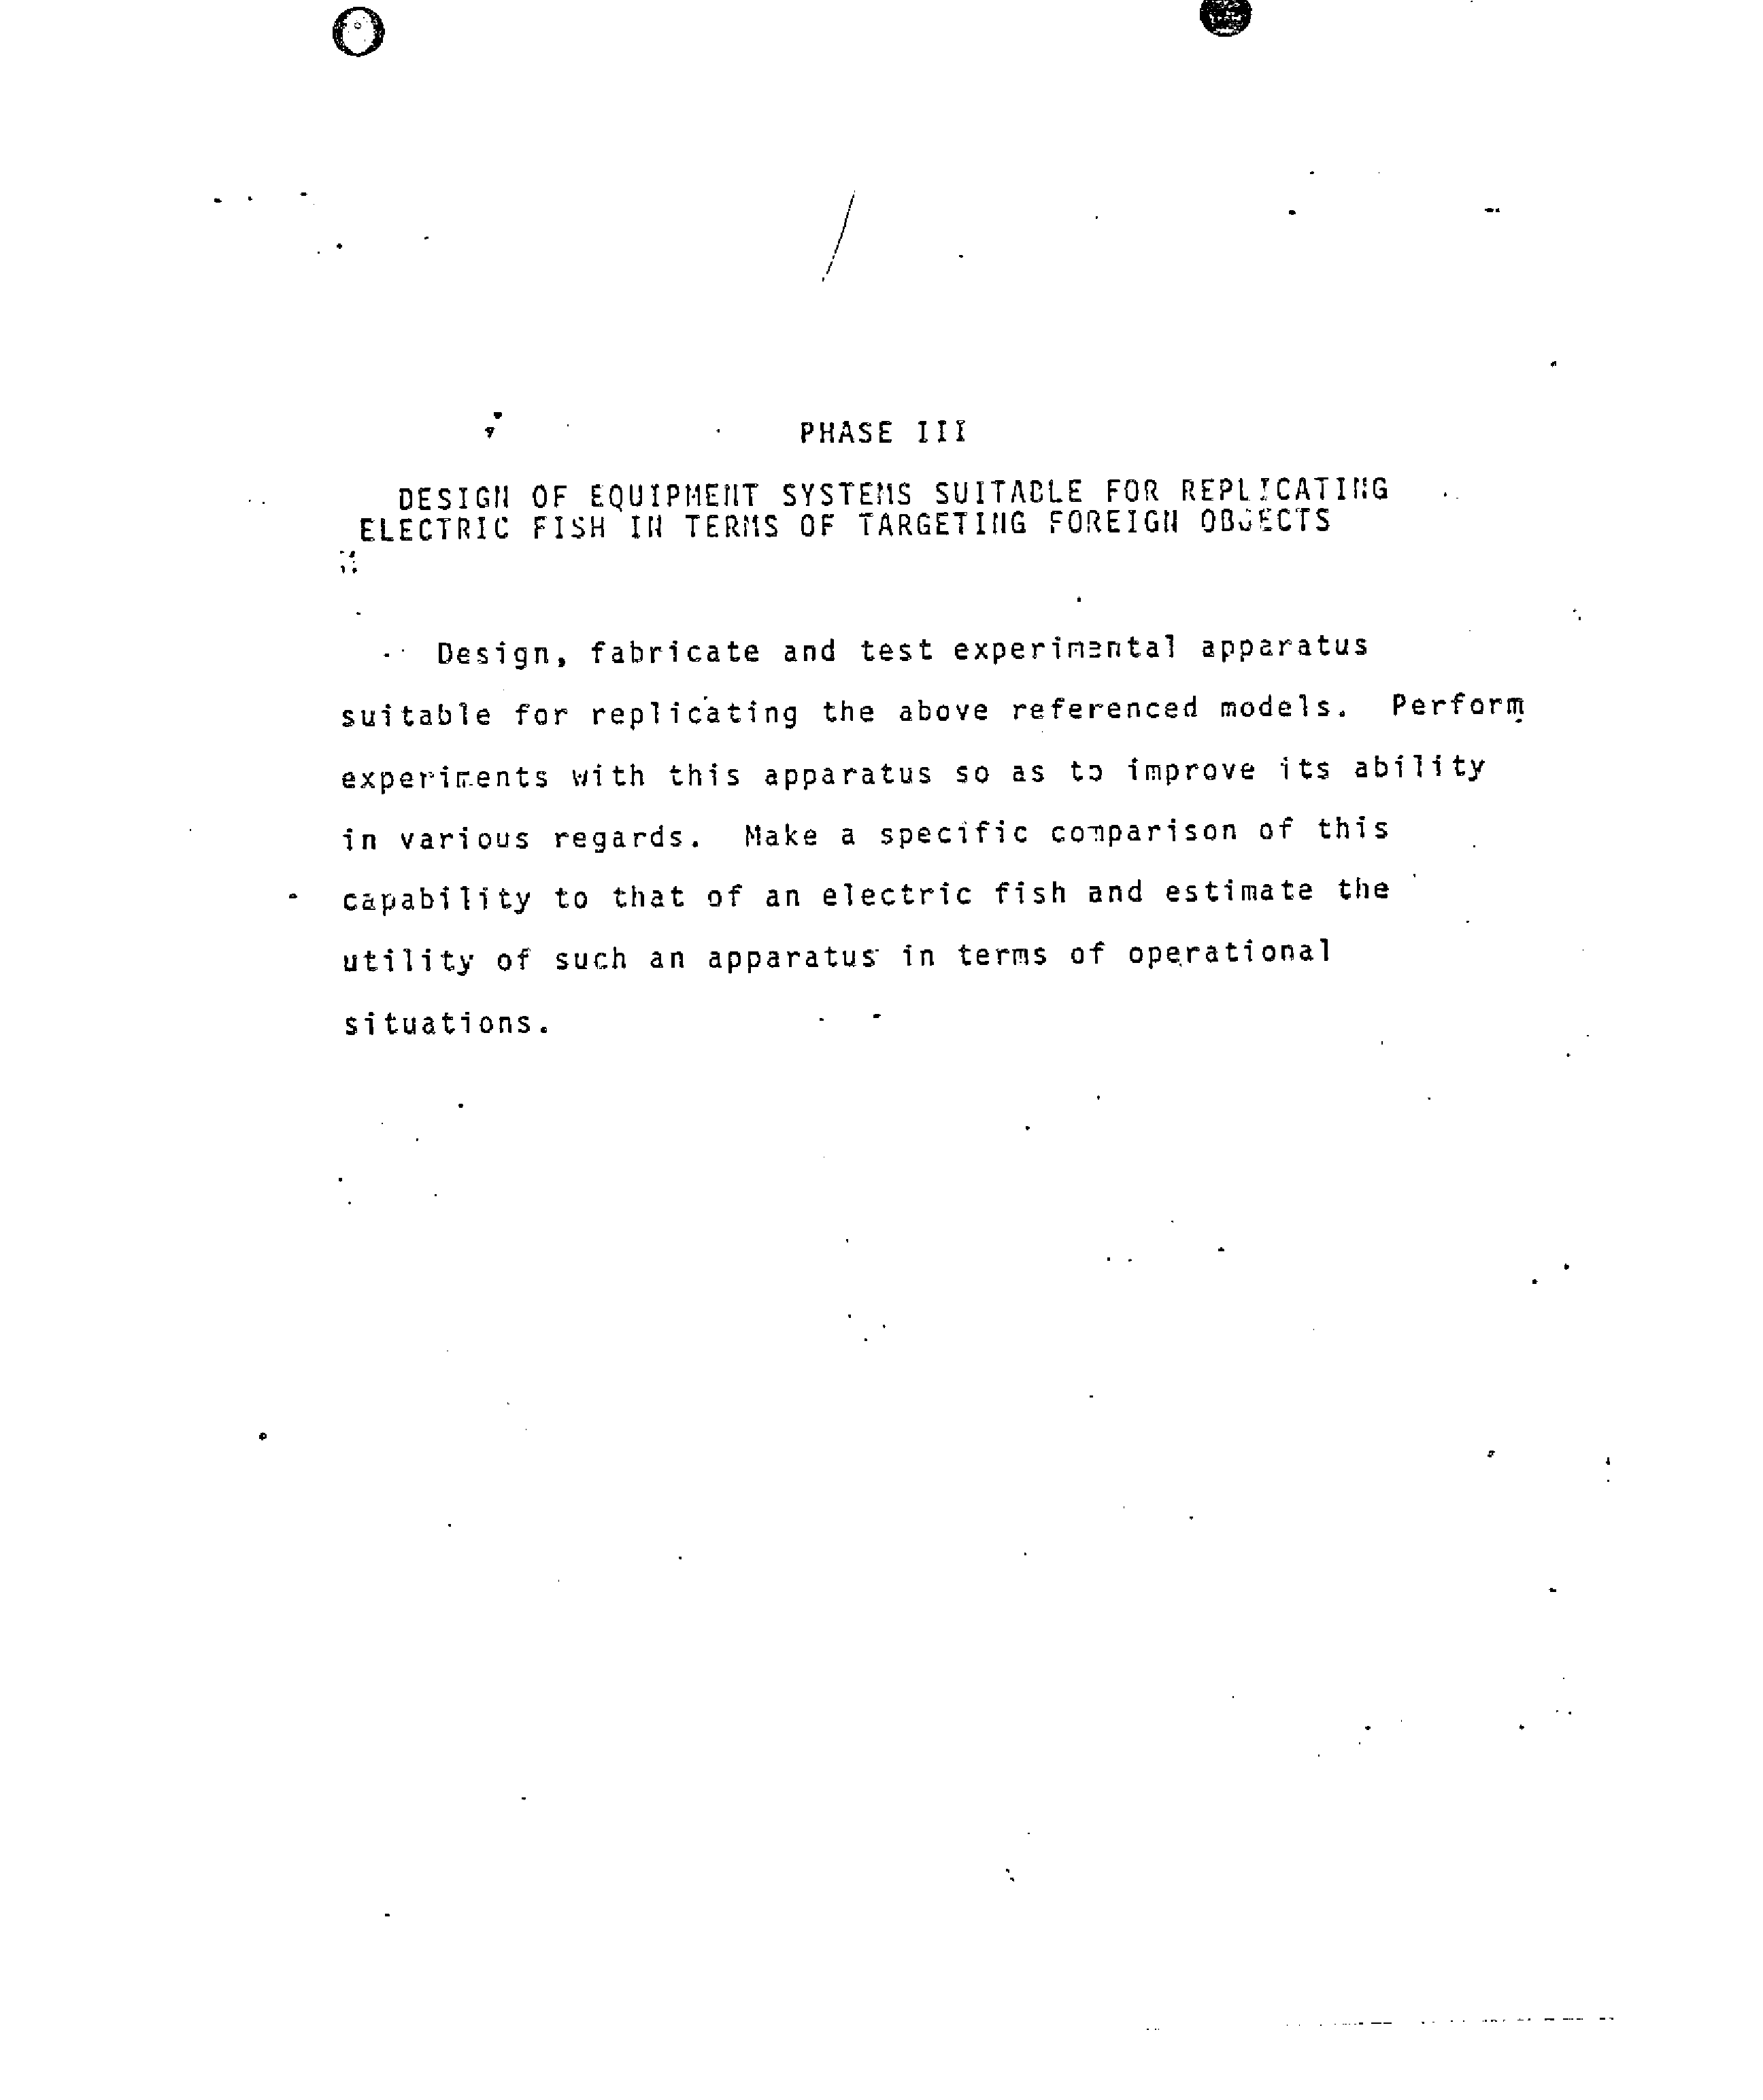 PHASE III
DESIGN OF EQUIPMENT SYSTEMS SUITABLE FOR REPLICATING
ELECTRIC FISH IN TERMS OF TARGETING FOREIGN OBJECTS
Design, fabricate and test experimental apparatus
suitable for replicating the above referenced models. Perform
experiments with this apparatus so as to improve its ability
in various regards. Make a specific comparison of this
capability to that of an electric fish and estimate the
utility of such an apparatus in terms of operational
situations.